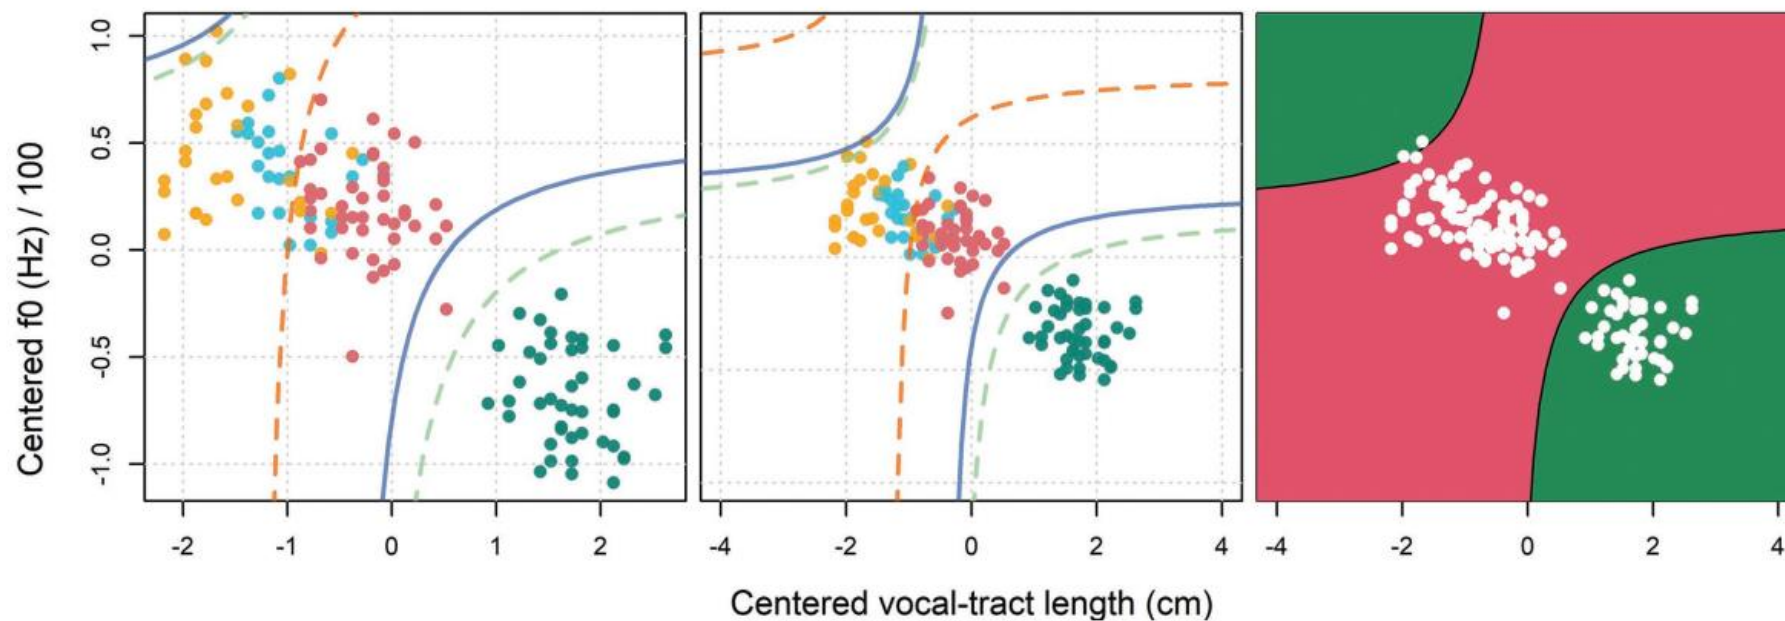 Centered f0 (Hz) / 100
1.0
0.5
0.0
-0.5
-1.0
-2 -1 0 1 2
-4 -2 0 2 4
-4 -2 0 2 4
Centered vocal-tract length (cm)